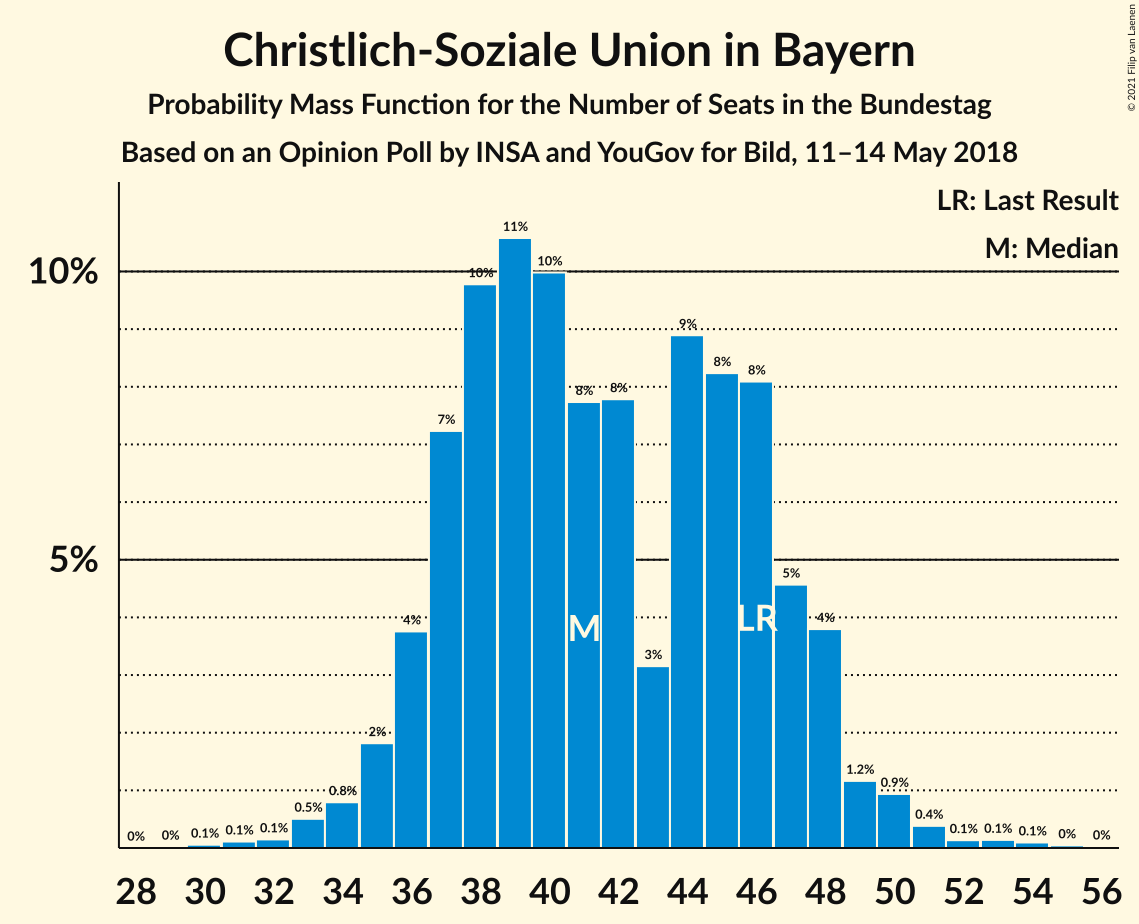 Christlich-Soziale Union in Bayern
Probability Mass Function for the Number of Seats in the Bundestag
Based on an Opinion Poll by INSA and YouGov for Bild, 11–14 May 2018
© 2021 Filip van Laenen
LR: Last Result
M: Median
10%
5%
0% 0% 0.1% 0.1% 0.1% 0.5% 0.8% 2% 4% 7% 10% 11% 10% 8% 8% 3% 9% 8% 8% 5% 4% 1.2% 0.9% 0.4% 0.1% 0.1% 0.1% 0% 0%
M LR
28 30 32 34 36 38 40 42 44 46 48 50 52 54 56